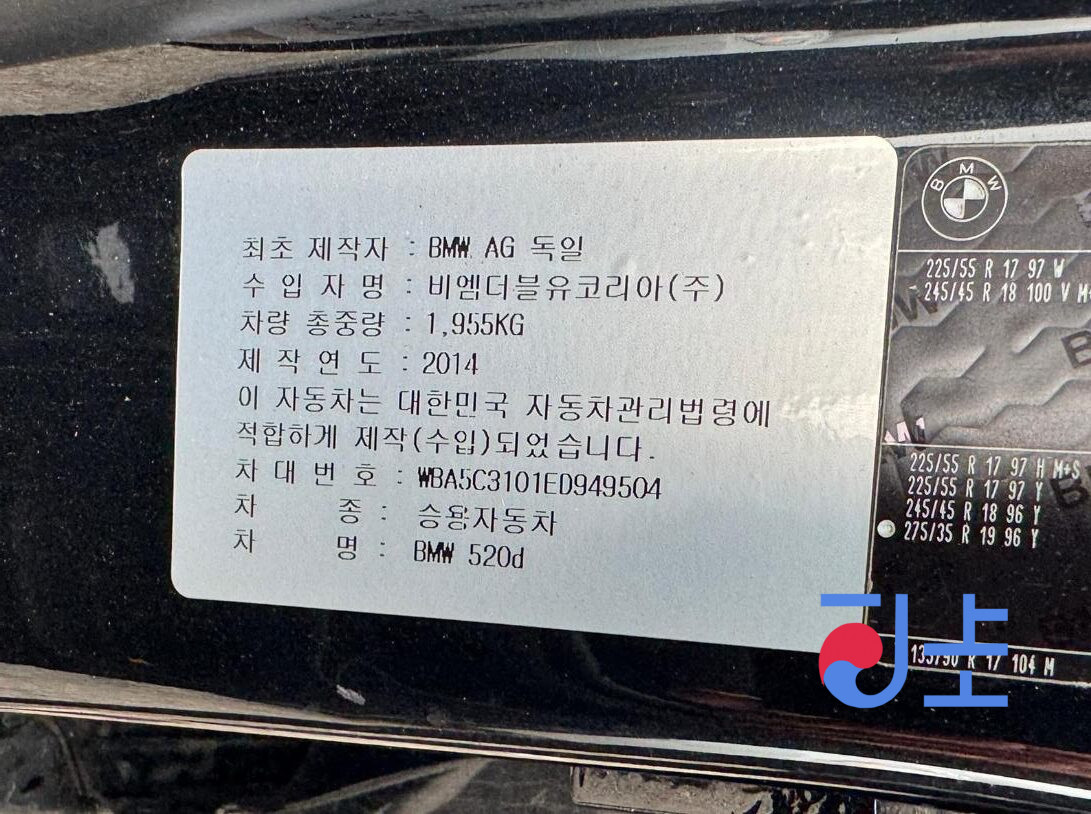 최초 제작자 : BMW AG 독일
수 입 자 명 : 비엠더블유코리아(주)
차량 총중량 : 1,955KG
제 작 연 도 : 2014
이 자동차는 대한민국 자동차관리법령에
적합하게 제작(수입)되었습니다.
차 대 번 호 : WBA5C3101ED949504
차 종 : 승용자동차
차 명 : BMW 520d
BMW
225/55 R 17 97 W
245/45 R 18 100 V
225/55 R 17 97 H M+S
225/55 R 17 97 Y
245/45 R 18 96 Y
275/35 R 19 96 Y
R 17 104 M